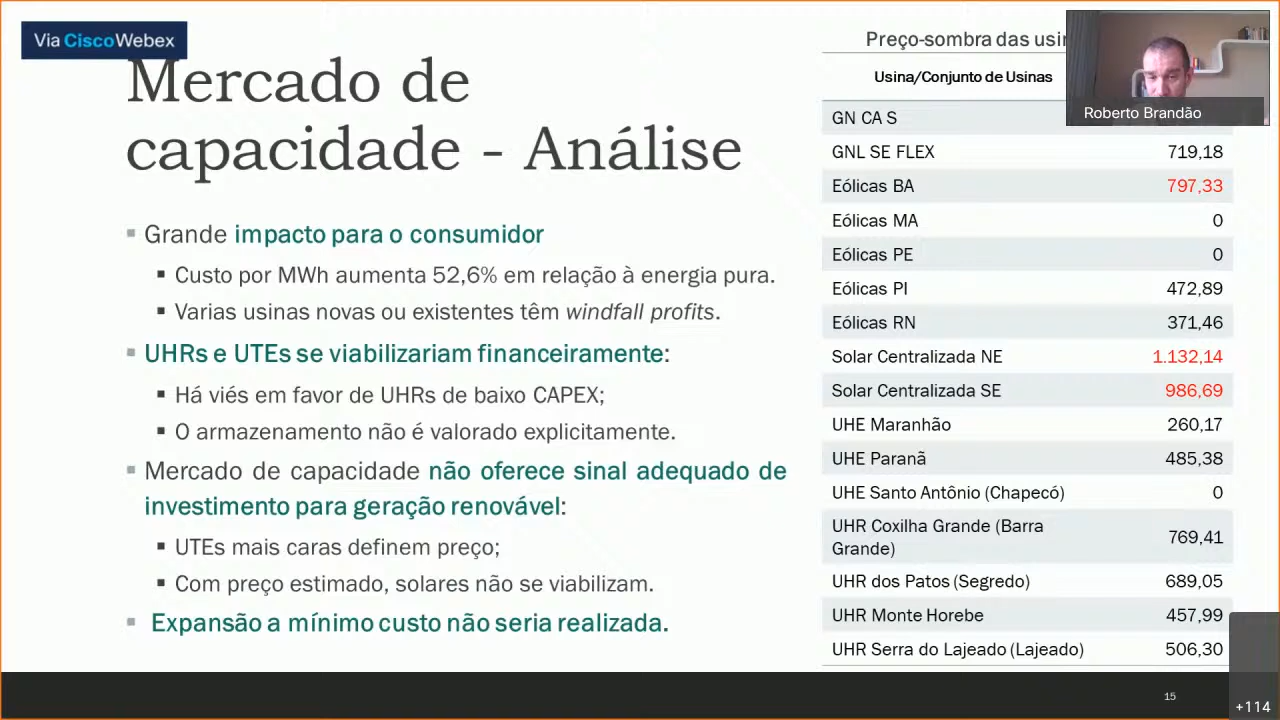 Via CiscoWebex
Mercado de
capacidade - Análise
▪ Grande impacto para o consumidor
▪ Custo por MWh aumenta 52,6% em relação à energia pura.
▪ Varias usinas novas ou existentes têm windfall profits.
▪ UHRs e UTEs se viabilizariam financeiramente:
▪ Há viés em favor de UHRs de baixo CAPEX;
▪ O armazenamento não é valorado explicitamente.
▪ Mercado de capacidade não oferece sinal adequado de
investimento para geração renovável:
▪ UTEs mais caras definem preço;
▪ Com preço estimado, solares não se viabilizam.
▪ Expansão a mínimo custo não seria realizada.
Preço-sombra das
Usina/Conjunto de Usinas
Roberto Brandão
GN CA S
GNL SE FLEX 719,18
Eólicas BA 797,33
Eólicas MA 0
Eólicas PE 0
Eólicas PI 472,89
Eólicas RN 371,46
Solar Centralizada NE 1.132,14
Solar Centralizada SE 986,69
UHE Maranhão 260,17
UHE Paranã 485,38
UHE Santo Antônio (Chapecó) 0
UHR Coxilha Grande (Barra
Grande) 769,41
UHR dos Patos (Segredo) 689,05
UHR Monte Horebe 457,99
UHR Serra do Lajeado (Lajeado) 506,30
15
+114